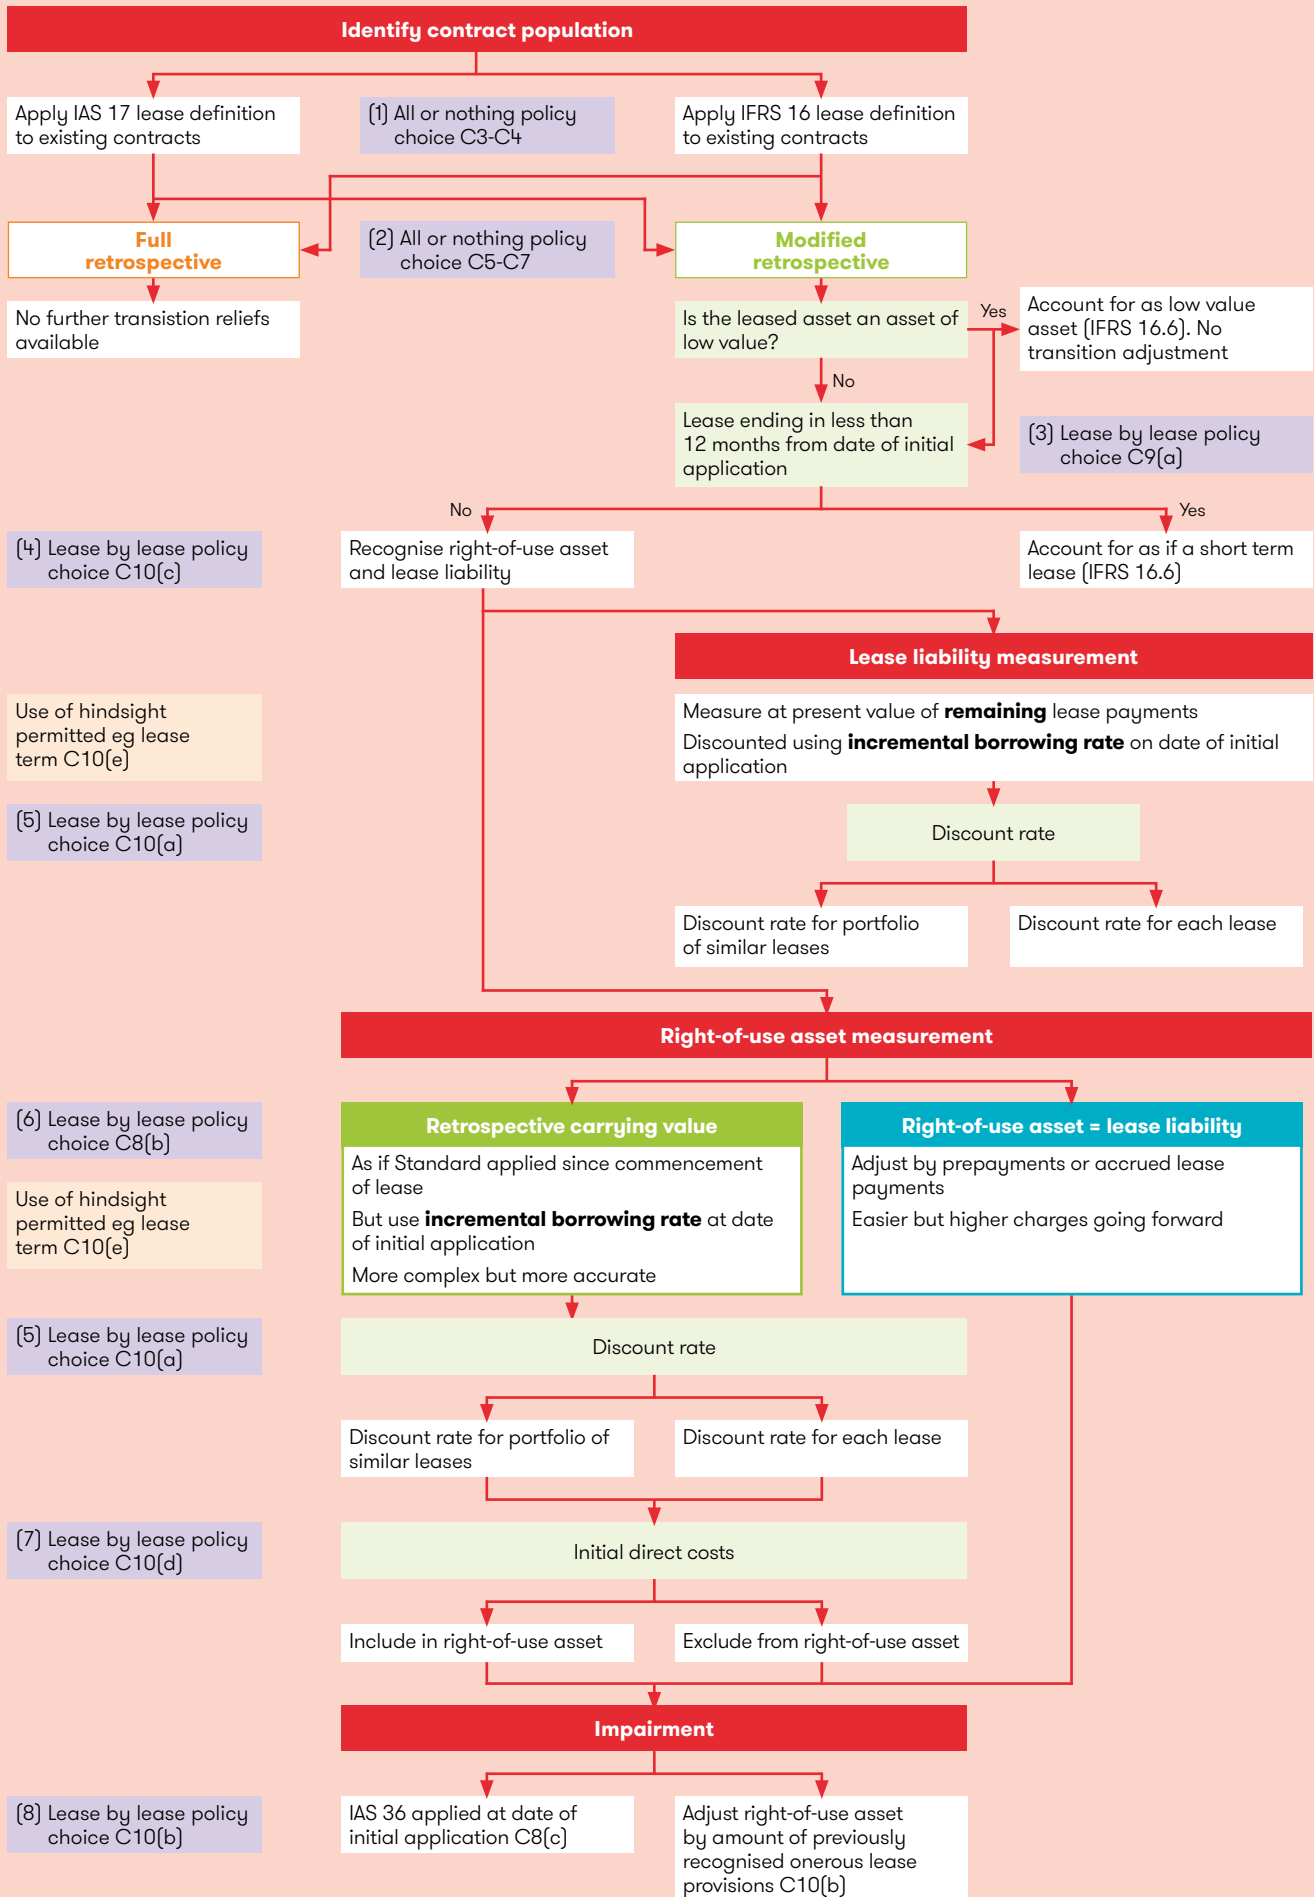 Identify contract population
Apply IAS 17 lease definition
to existing contracts
(1) All or nothing policy
choice C3-C4
Apply IFRS 16 lease definition
to existing contracts
Full
retrospective
(2) All or nothing policy
choice C5-C7
Modified
retrospective
No further transistion reliefs
available
Is the leased asset an asset of
low value?
Yes
Account for as low value
asset (IFRS 16.6). No
transition adjustment
No
Lease ending in less than
12 months from date of initial
application
(3) Lease by lease policy
choice C9(a)
No
Yes
(4) Lease by lease policy
choice C10(c)
Recognise right-of-use asset
and lease liability
Account for as if a short term
lease (IFRS 16.6)
Lease liability measurement
Use of hindsight
permitted eg lease
term C10(e)
Measure at present value of remaining lease payments
Discounted using incremental borrowing rate on date of initial
application
(5) Lease by lease policy
choice C10(a)
Discount rate
Discount rate for portfolio
of similar leases
Discount rate for each lease
Right-of-use asset measurement
(6) Lease by lease policy
choice C8(b)
Retrospective carrying value
Right-of-use asset = lease liability
As if Standard applied since commencement
of lease
But use incremental borrowing rate at date
of initial application
More complex but more accurate
Adjust by prepayments or accrued lease
payments
Easier but higher charges going forward
Use of hindsight
permitted eg lease
term C10(e)
(5) Lease by lease policy
choice C10(a)
Discount rate
Discount rate for portfolio of
similar leases
Discount rate for each lease
(7) Lease by lease policy
choice C10(d)
Initial direct costs
Include in right-of-use asset
Exclude from right-of-use asset
Impairment
(8) Lease by lease policy
choice C10(b)
IAS 36 applied at date of
initial application C8(c)
Adjust right-of-use asset
by amount of previously
recognised onerous lease
provisions C10(b)